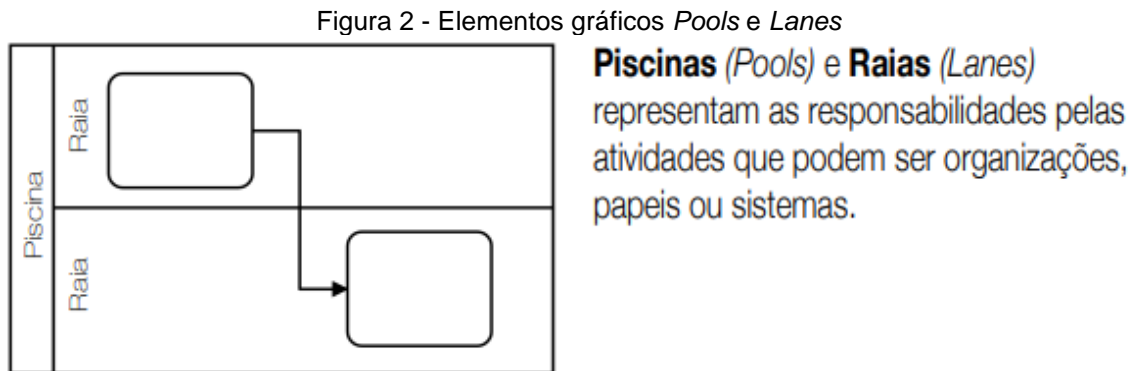 Figura 2 - Elementos gráficos Pools e Lanes
Piscina
Raia
Raia
Piscinas (Pools) e Raias (Lanes)
representam as responsabilidades pelas
atividades que podem ser organizações,
papeis ou sistemas.